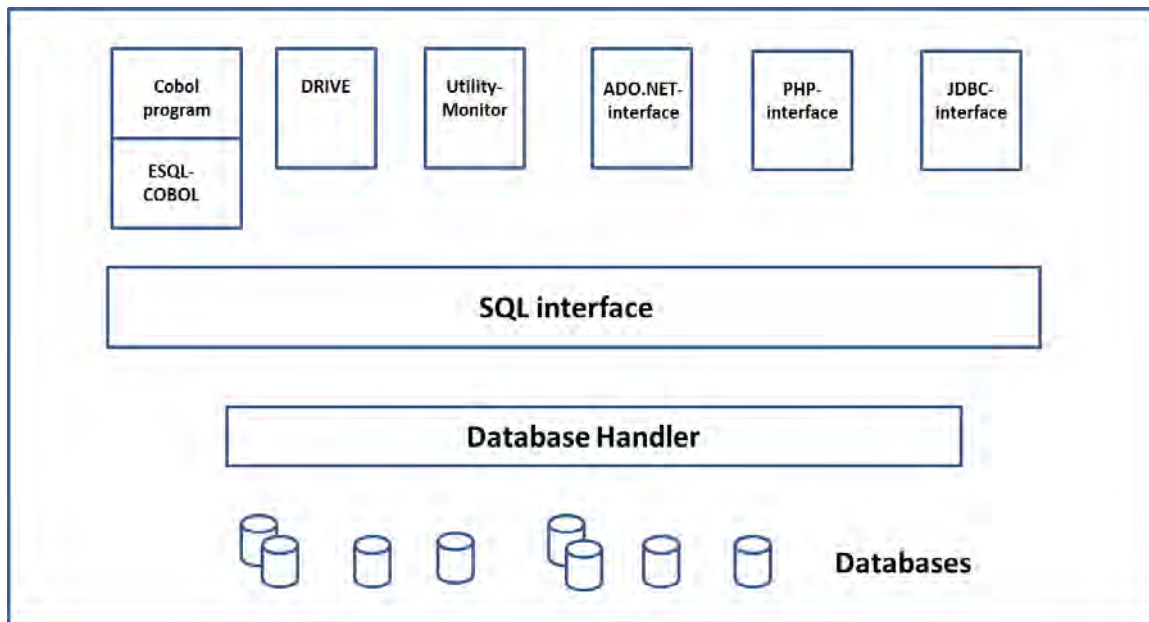 Cobol
program
ESQL-
COBOL
DRIVE
Utility-
Monitor
ADO.NET-
interface
PHP-
interface
JDBC-
interface
SQL interface
Database Handler
Databases